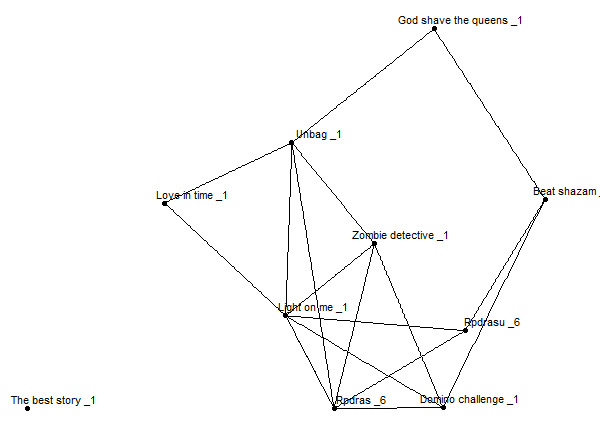 God shave the queens _1
Unbag _1
Love in time _1
Beat shazam _
Zombie detective _1
Light on me _1
Rpdrasu _6
The best story _1
Rpdras _6
Domino challenge _1